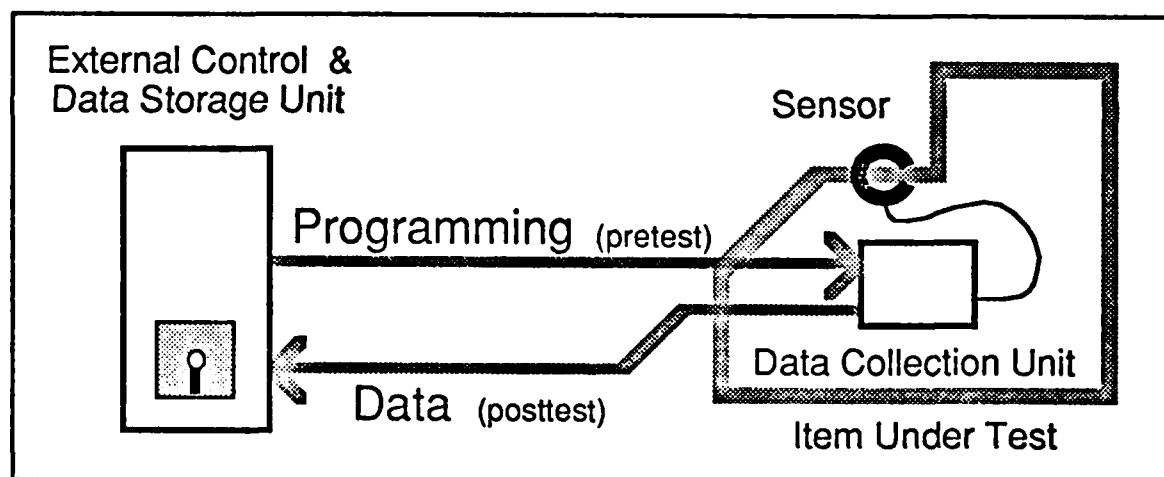 External Control &
Data Storage Unit
Sensor
Programming (pretest)
Data Collection Unit
Data (posttest)
Item Under Test